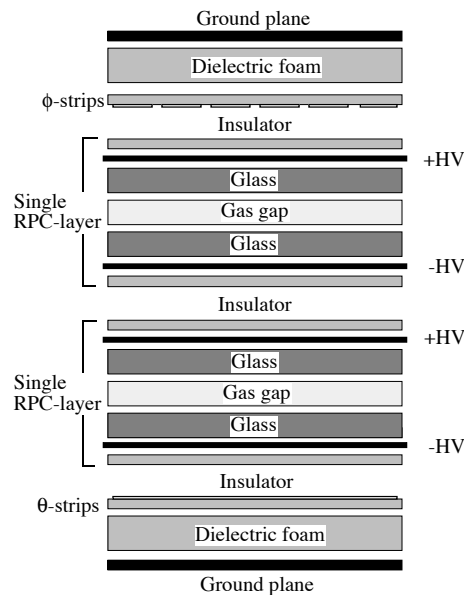 Ground plane
Dielectric foam
ϕ-strips
Insulator
+HV
Glass
Single
RPC-layer
Gas gap
Glass
-HV
Insulator
+HV
Glass
Single
RPC-layer
Gas gap
Glass
-HV
Insulator
θ-strips
Dielectric foam
Ground plane